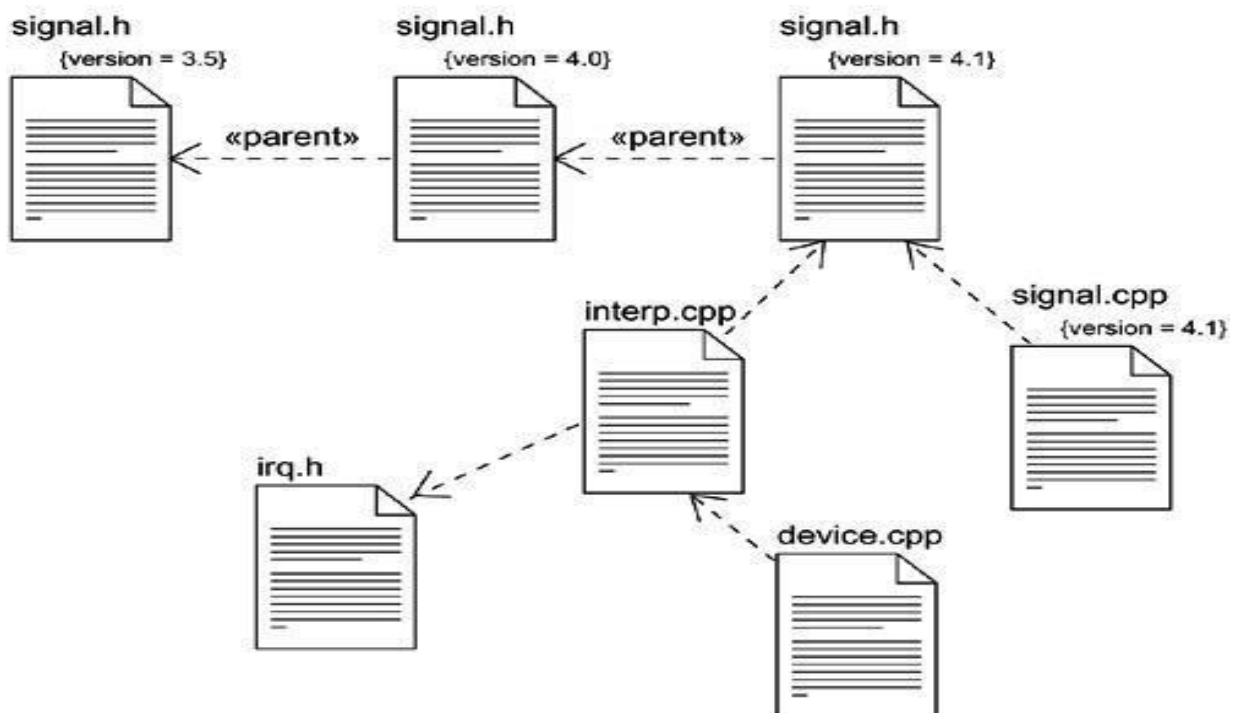 signal.h
{version = 3.5}
signal.h
{version = 4.0}
signal.h
{version = 4.1}
«parent»
«parent»
interp.cpp
signal.cpp
{version = 4.1}
irq.h
device.cpp